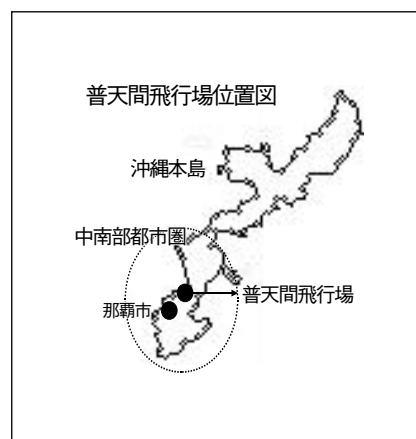 普天間飛行場位置図
沖縄本島
中南部都市圏
普天間飛行場
那覇市